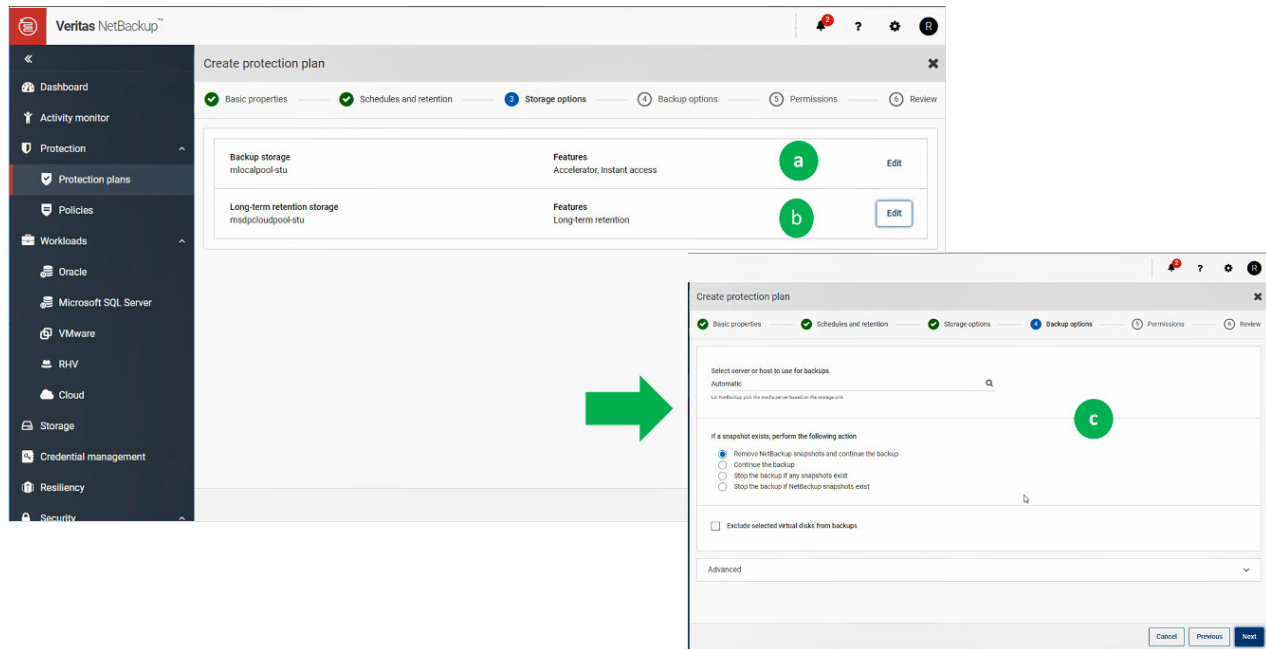 Veritas NetBackup™
2
?
R
«
Create protection plan
Dashboard
Activity monitor
Protection
Protection plans
Policies
Workloads
Oracle
Microsoft SQL Server
VMware
RHV
Cloud
Storage
Credential management
Resiliency
Security
Basic properties
Schedules and retention
3 Storage options
4 Backup options
5 Permissions
6 Review
Backup storage
mlocalpool-stu
Features
Accelerator, Instant access
a
Edit
Long-term retention storage
msdpcloudpool-stu
Features
Long-term retention
b
Edit
2
?
R
Create protection plan
Basic properties
Schedules and retention
Storage options
4 Backup options
5 Permissions
6 Review
Select server or host to use for backups
Automatic
Let NetBackup pick the media server based on the storage unit.
c
If a snapshot exists, perform the following action
Remove NetBackup snapshots and continue the backup
Continue the backup
Stop the backup if any snapshots exist
Stop the backup if NetBackup snapshots exist
Exclude selected virtual disks from backups
Advanced
Cancel
Previous
Next